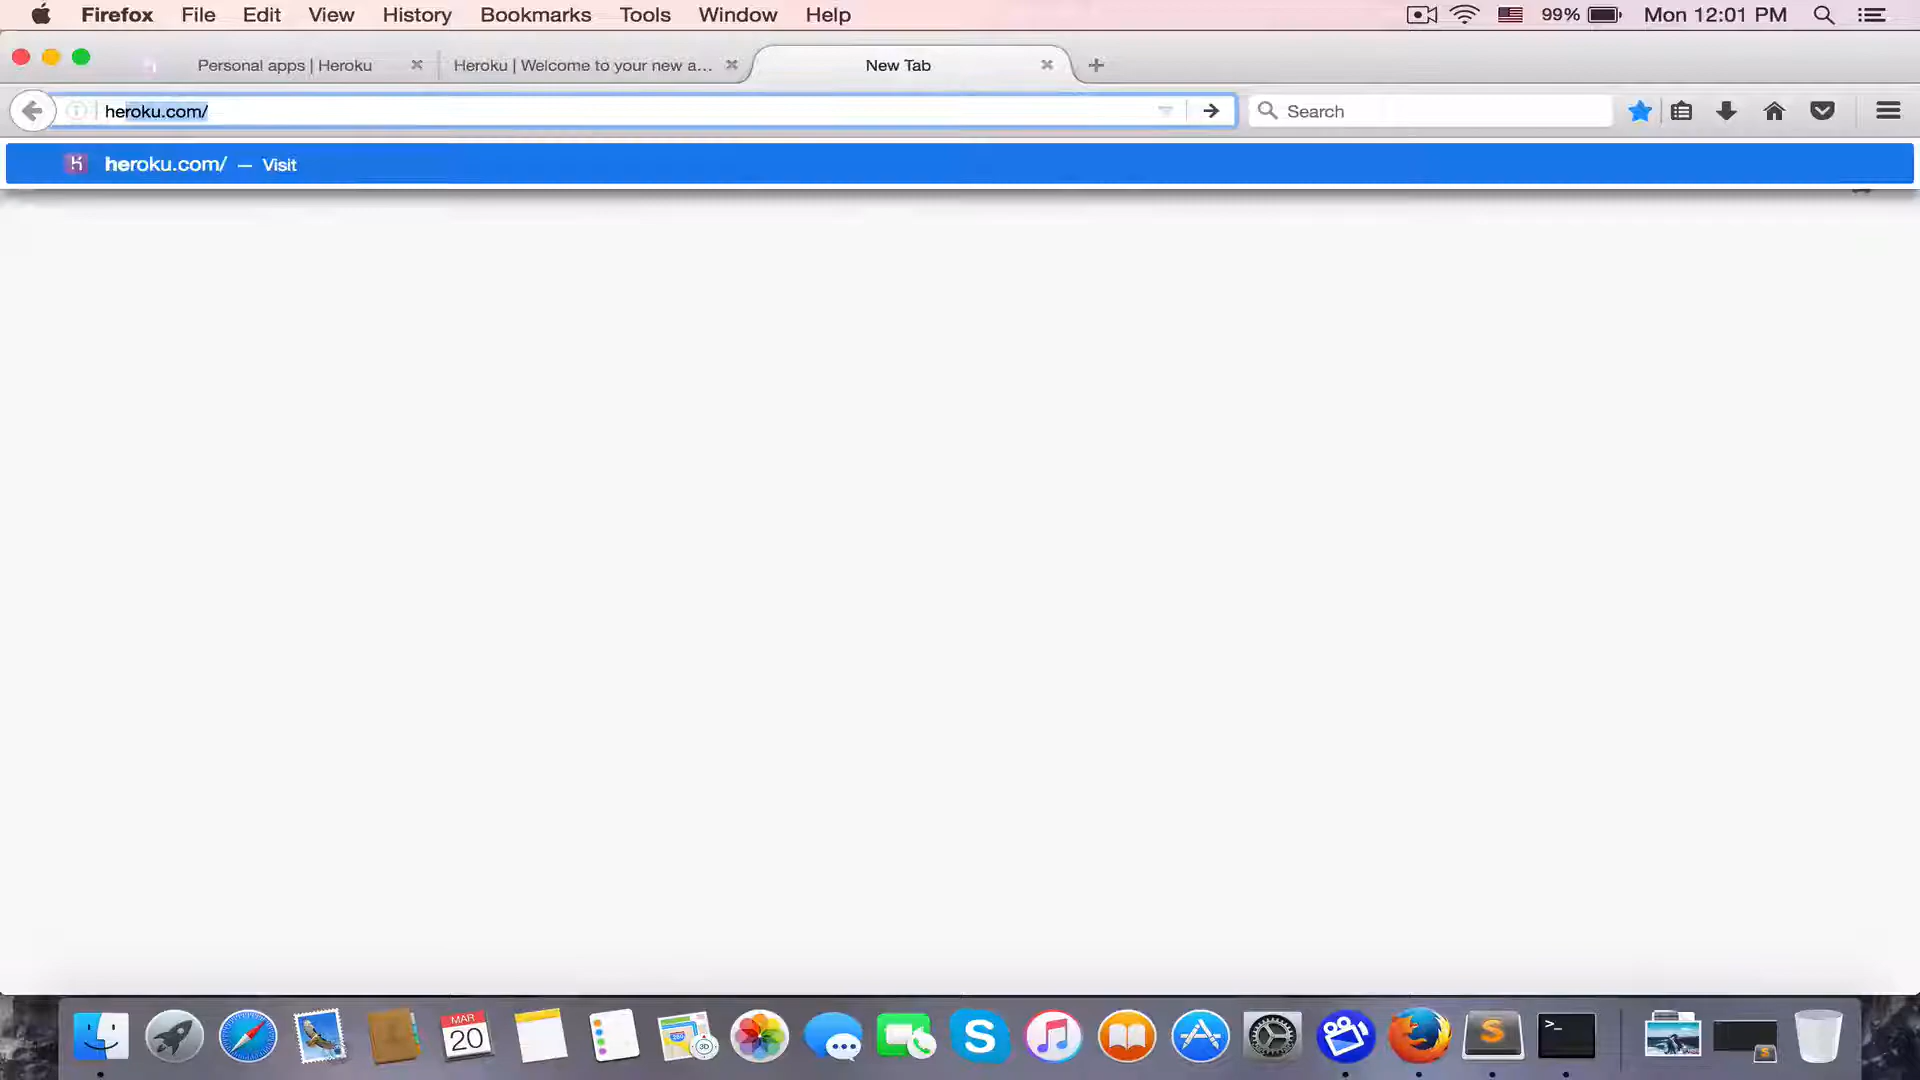 Firefox File Edit View History Bookmarks Tools Window Help 99% Mon 12:01 PM
Personal apps | Heroku Heroku | Welcome to your new a... New Tab
heroku.com/ Search
heroku.com/ — Visit
MAR
20